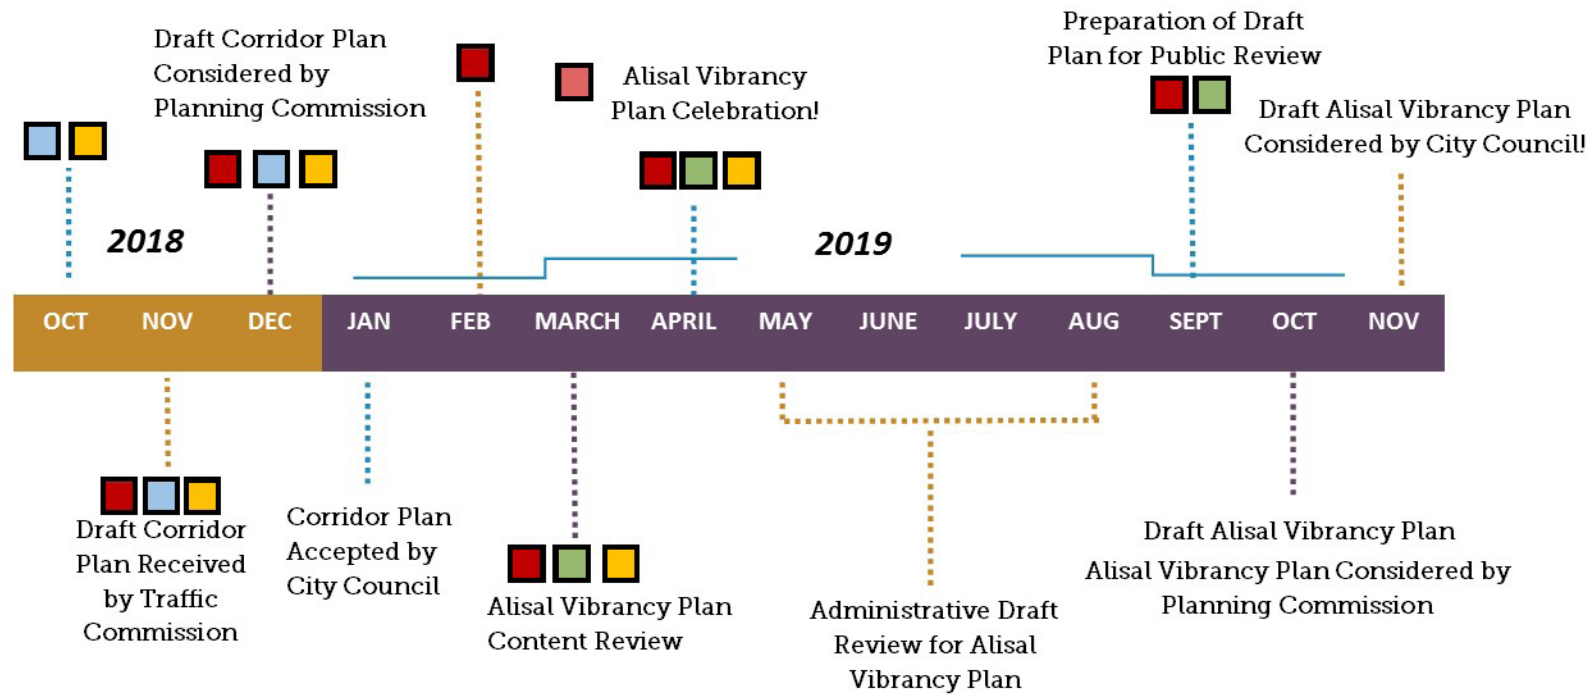 Draft Corridor Plan
Considered by
Planning Commission
Alisal Vibrancy
Plan Celebration!
Preparation of Draft
Plan for Public Review
Draft Alisal Vibrancy Plan
Considered by City Council!
2018
2019
OCT
NOV
DEC
JAN
FEB
MARCH
APRIL
MAY
JUNE
JULY
AUG
SEPT
OCT
NOV
Draft Corridor
Plan Received
by Traffic
Commission
Corridor Plan
Accepted by
City Council
Alisal Vibrancy Plan
Content Review
Administrative Draft
Review for Alisal
Vibrancy Plan
Draft Alisal Vibrancy Plan
Alisal Vibrancy Plan Considered by
Planning Commission